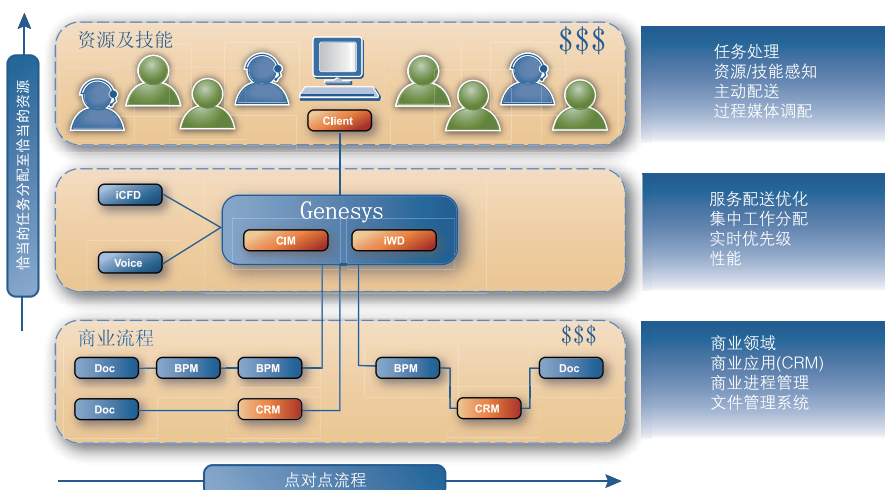 恰当的任务分配至恰当的资源
资源及技能
$$$
Client
任务处理
资源/技能感知
主动配送
过程媒体调配
iCFD
Voice
Genesys
CIM
iWD
服务配送优化
集中工作分配
实时优先级
性能
商业流程
$$$
Doc
BPM
BPM
BPM
Doc
Doc
CRM
CRM
商业领域
商业应用(CRM)
商业进程管理
文件管理系统
点对点流程